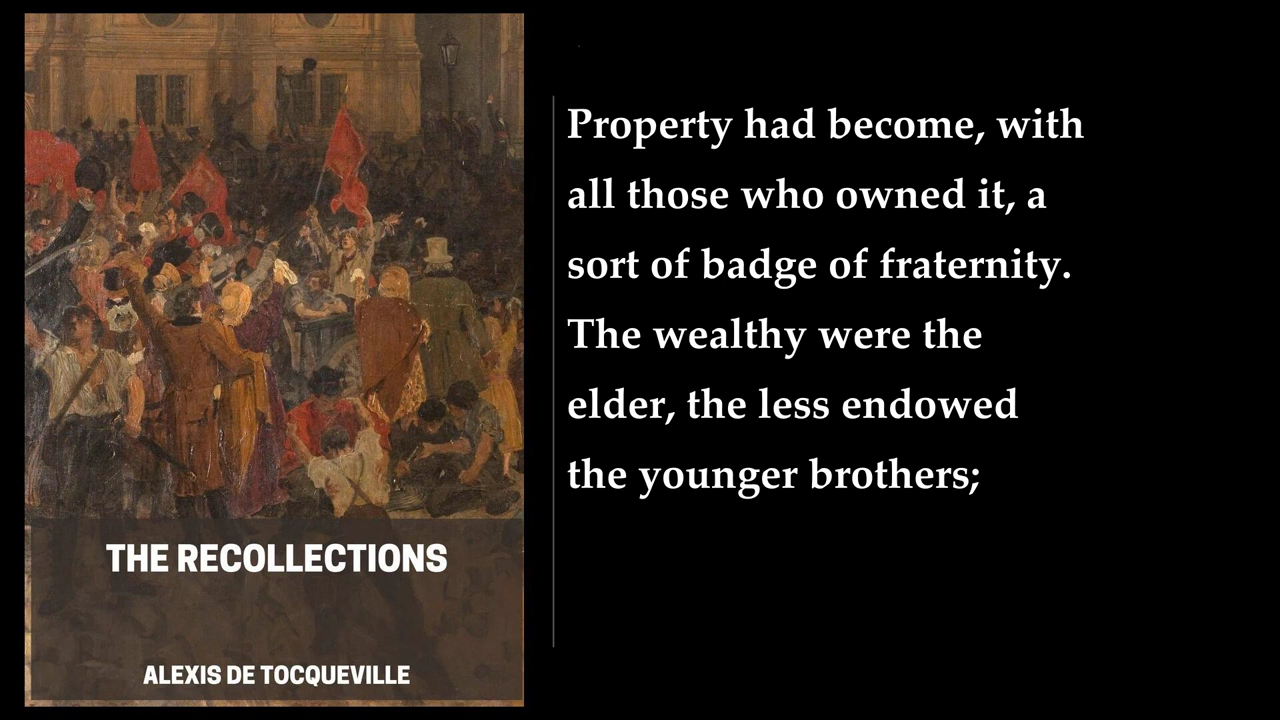 THE RECOLLECTIONS
ALEXIS DE TOCQUEVILLE
Property had become, with
all those who owned it, a
sort of badge of fraternity.
The wealthy were the
elder, the less endowed
the younger brothers;